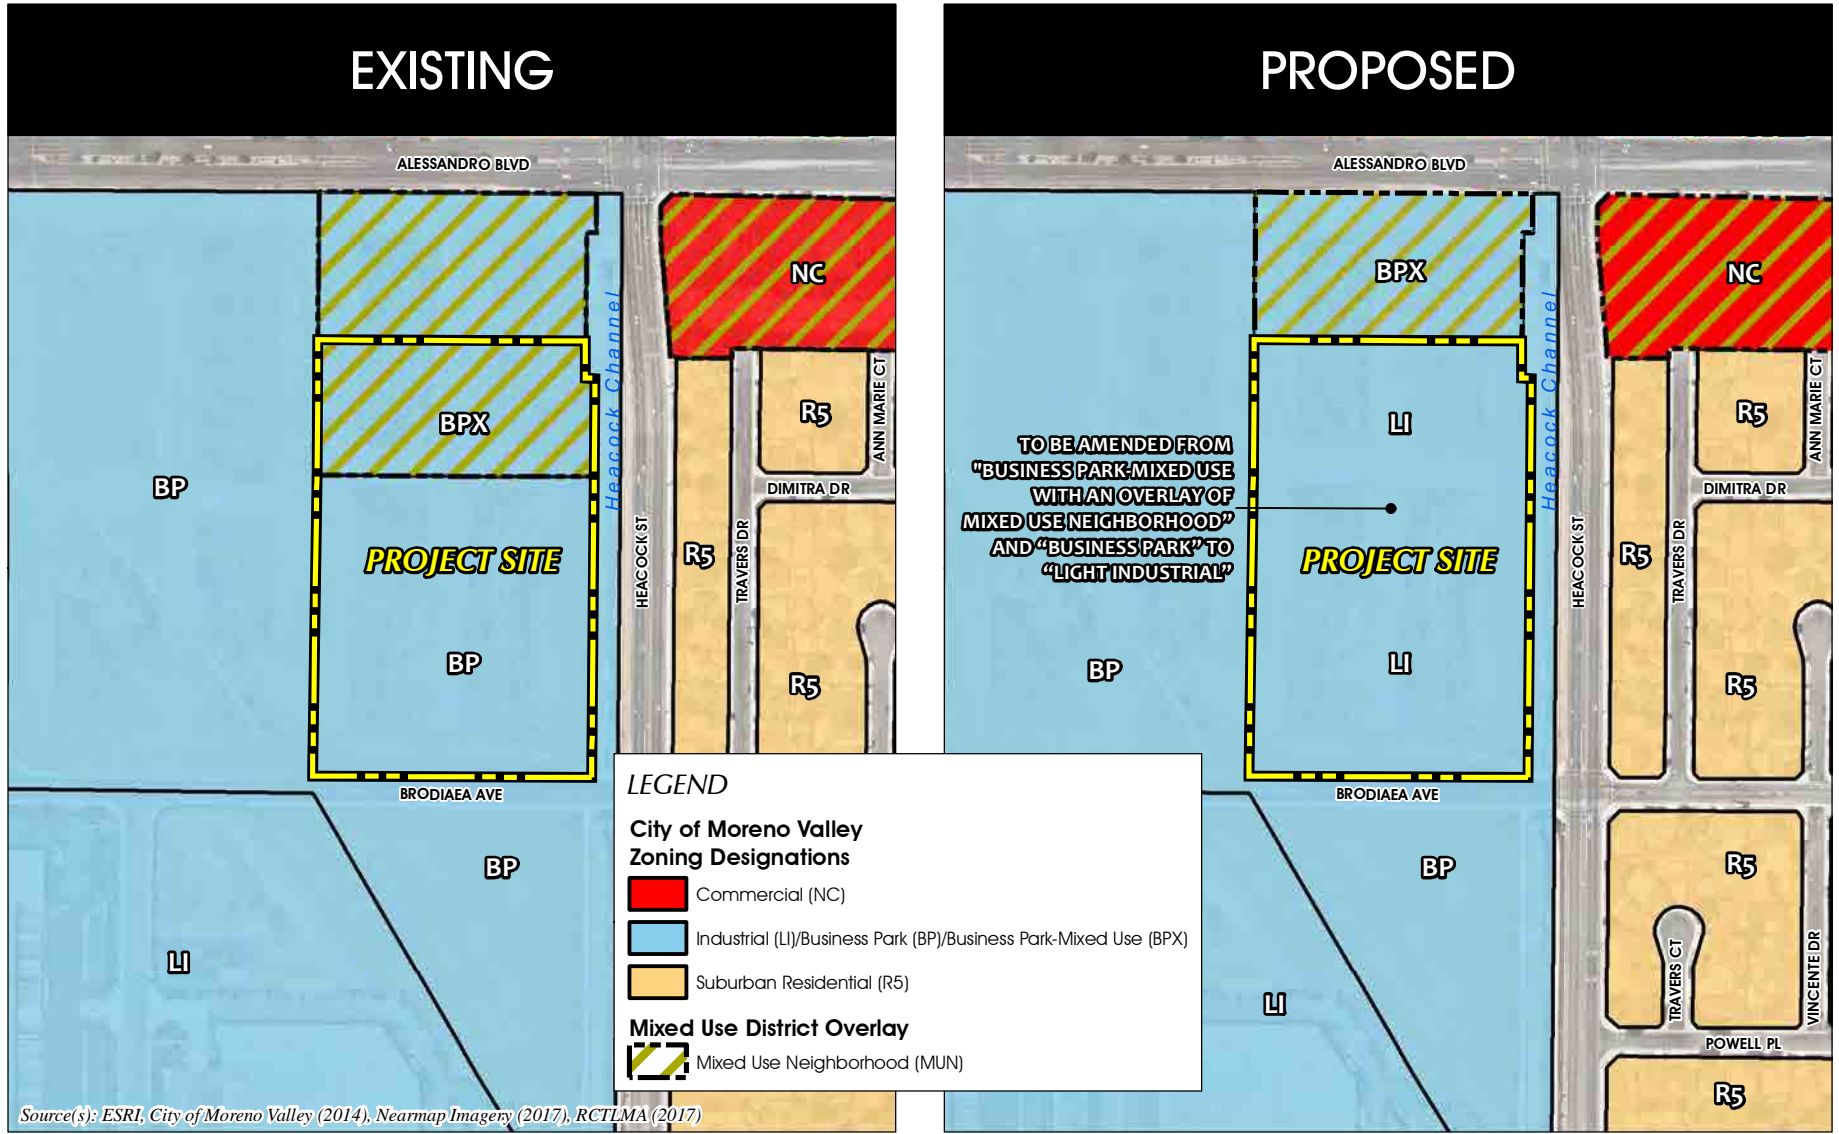 EXISTING
ALESSANDRO BLVD
NC
Heacock Channel
ANN MARIE CT
R5
BPX
BP
DIMITRA DR
HEACOCK ST
R5
TRAVERS DR
PROJECT SITE
BP
R5
BRODIAEA AVE
BP
LI
Source(s): ESRI, City of Moreno Valley (2014), Nearmap Imagery (2017), RCTLMA (2017)
PROPOSED
ALESSANDRO BLVD
BPX
NC
Heacock Channel
ANN MARIE CT
R5
LI
TO BE AMENDED FROM
"BUSINESS PARK-MIXED USE
WITH AN OVERLAY OF
MIXED USE NEIGHBORHOOD”
AND “BUSINESS PARK” TO
“LIGHT INDUSTRIAL”
DIMITRA DR
HEACOCK ST
R5
TRAVERS DR
PROJECT SITE
BP
LI
R5
BRODIAEA AVE
BP
R5
LI
TRAVERS CT
VINCENTE DR
POWELL PL
R5
LEGEND
City of Moreno Valley
Zoning Designations
Commercial (NC)
Industrial (LI)/Business Park (BP)/Business Park-Mixed Use (BPX)
Suburban Residential (R5)
Mixed Use District Overlay
Mixed Use Neighborhood (MUN)